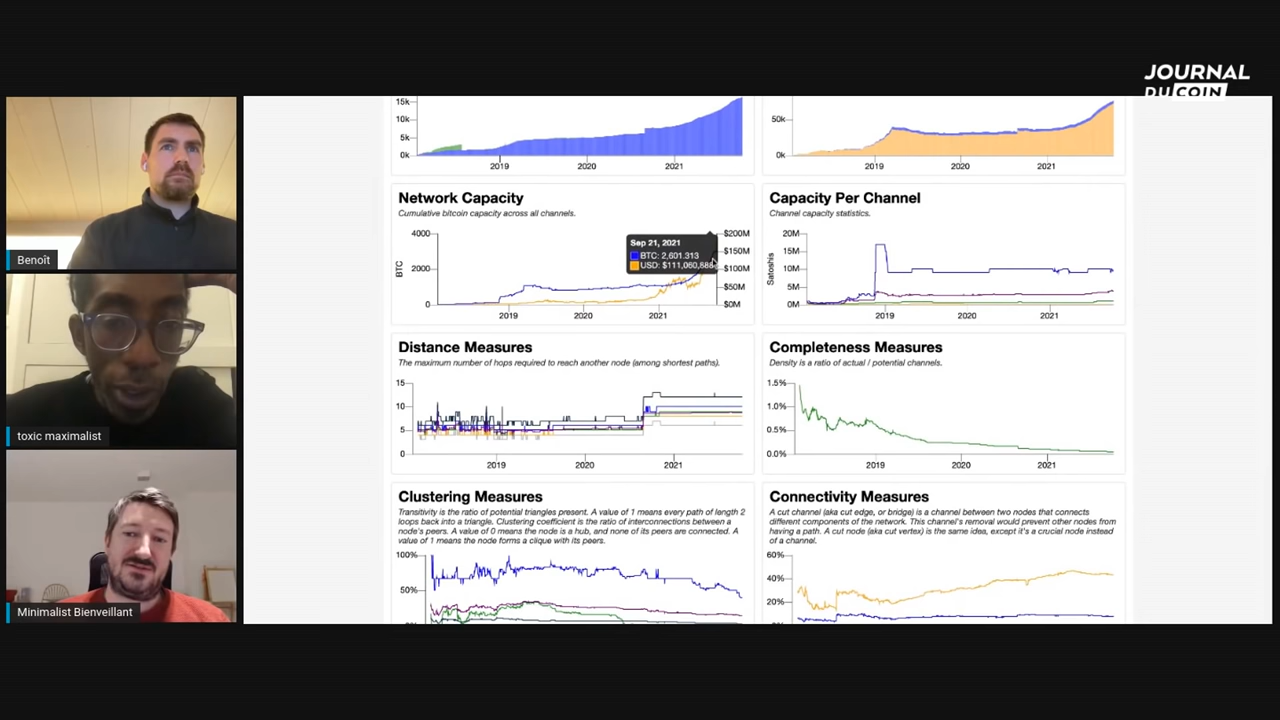 JOURNAL
DU COIN
Benoît
toxic maximalist
Minimalist Bienveillant
15k
10k
5k
0k
2019 2020 2021
50k
0k
2019 2020 2021
Network Capacity
Cumulative bitcoin capacity across all channels.
4000
2000
0
BTC
$200M
$150M
$100M
$50M
$0M
Sep 21, 2021
BTC: 2,601.313
USD: $111,060,888
2019 2020 2021
Capacity Per Channel
Channel capacity statistics.
20M
15M
10M
5M
0M
Satoshis
2019 2020 2021
Distance Measures
The maximum number of hops required to reach another node (among shortest paths).
15
10
5
0
2019 2020 2021
Completeness Measures
Density is a ratio of actual / potential channels.
1.5%
1.0%
0.5%
0.0%
2019 2020 2021
Clustering Measures
Transitivity is the ratio of potential triangles present. A value of 1 means every path of length 2
loops back into a triangle. Clustering coefficient is the ratio of interconnections between a
node's peers. A value of 0 means the node is a hub, and none of its peers are connected. A
value of 1 means the node forms a clique with its peers.
100%
50%
Connectivity Measures
A cut channel (aka cut edge, or bridge) is a channel between two nodes that connects
different components of the network. This channel's removal would prevent other nodes from
having a path. A cut node (aka cut vertex) is the same idea, except it's a crucial node instead
of a channel.
60%
40%
20%